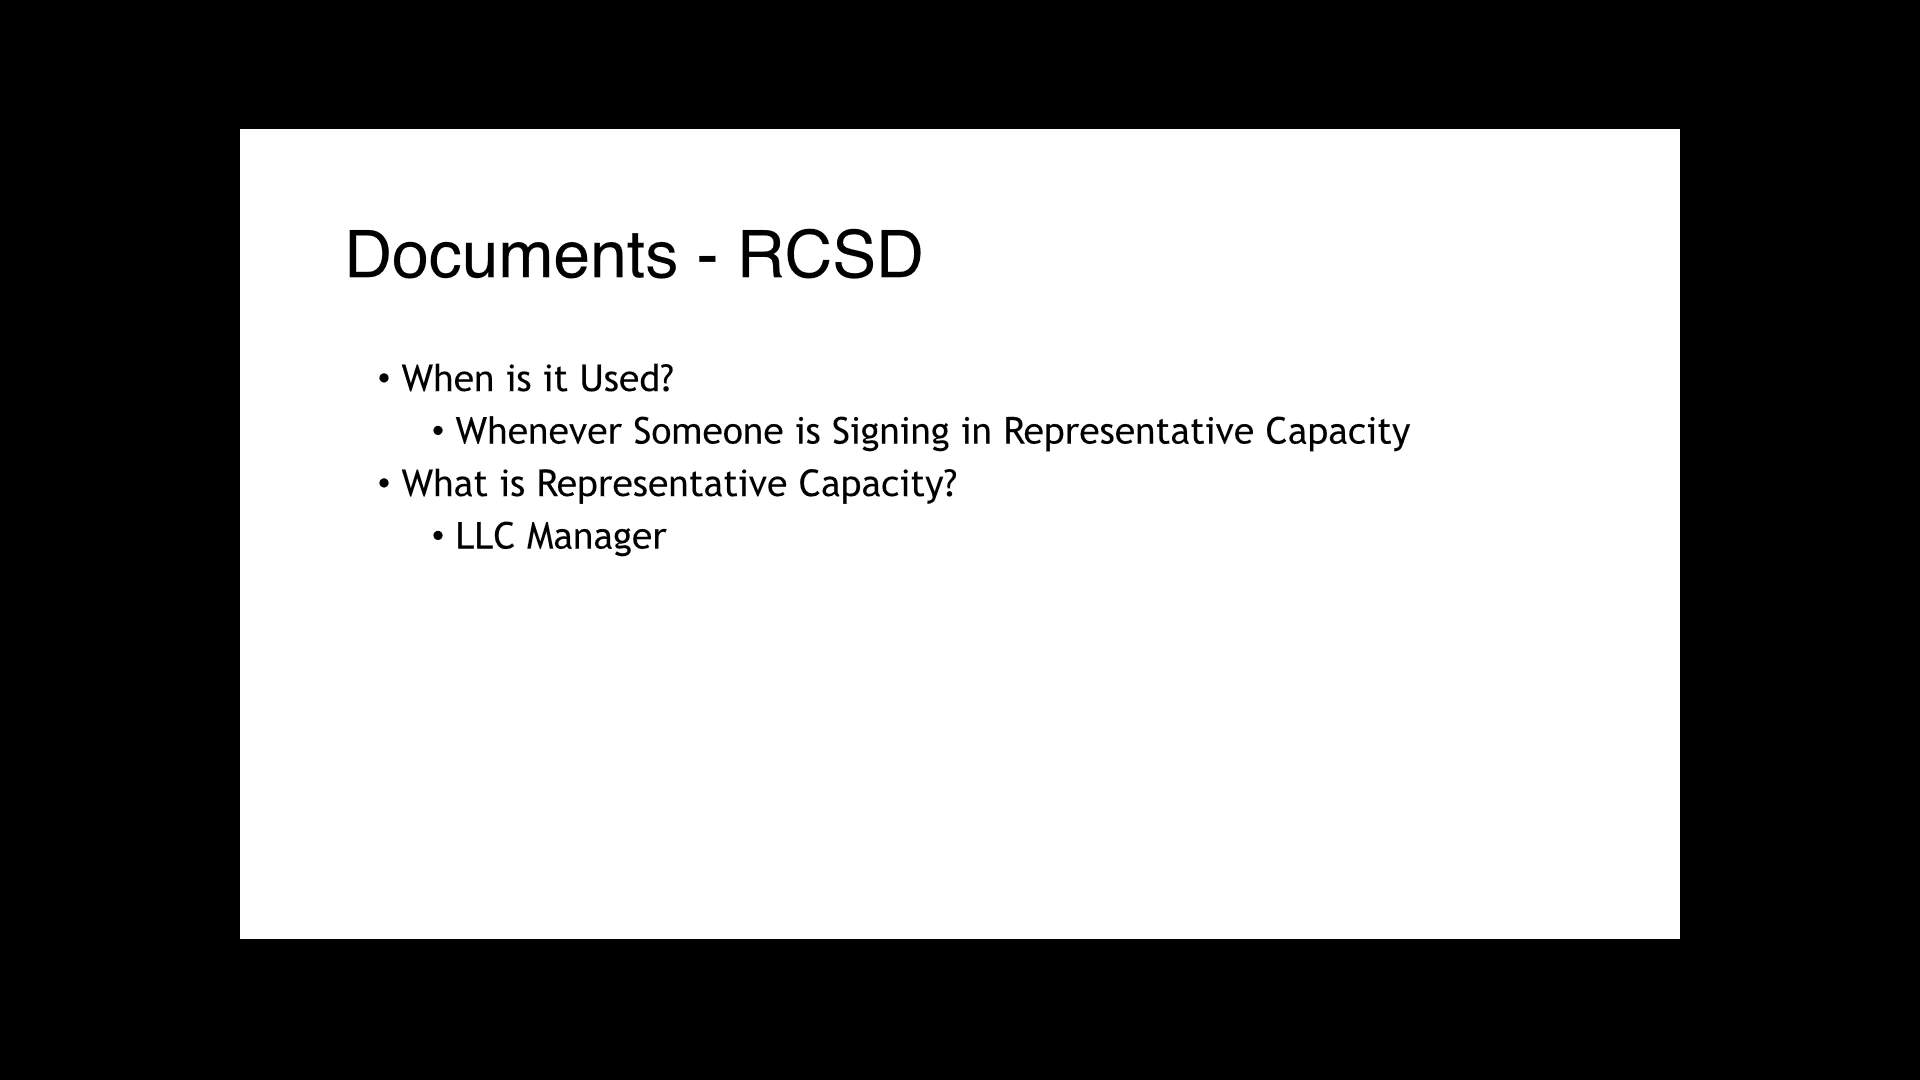 Documents - RCSD
• When is it Used?
• Whenever Someone is Signing in Representative Capacity
• What is Representative Capacity?
• LLC Manager